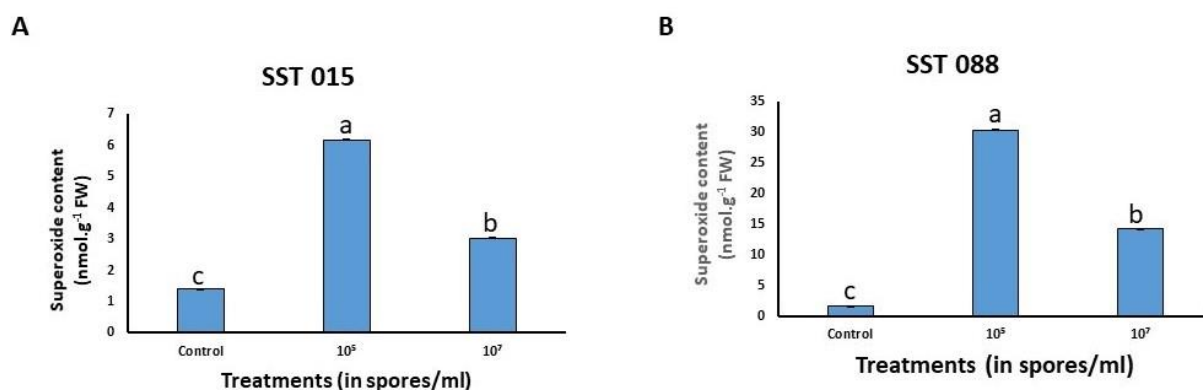 A
SST 015
Superoxide content
(nmol.g⁻¹ FW)
7
6
5
4
3
2
1
0
c
a
b
Control
10⁵
10⁷
Treatments (in spores/ml)
B
SST 088
Superoxide content
(nmol.g⁻¹ FW)
35
30
25
20
15
10
5
0
c
a
b
Control
10⁵
10⁷
Treatments (in spores/ml)